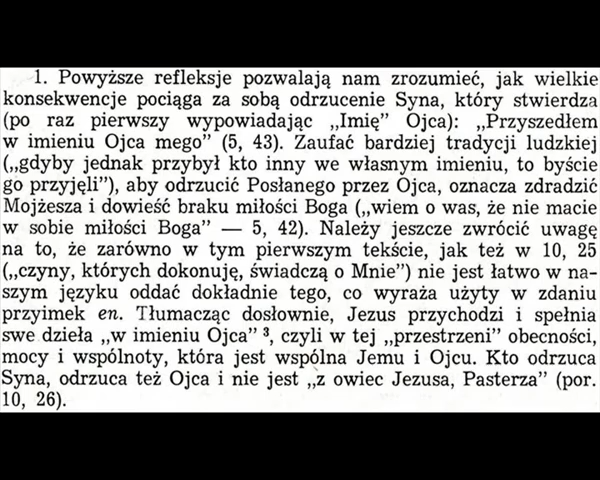 1. Powyższe refleksje pozwalają nam zrozumieć, jak wielkie
konsekwencje pociąga za sobą odrzucenie Syna, który stwierdza
(po raz pierwszy wypowiadając „Imię” Ojca): „Przyszedłem
w imieniu Ojca mego” (5, 43). Zaufać bardziej tradycji ludzkiej
(„gdyby jednak przybył kto inny we własnym imieniu, to byście
go przyjęli”), aby odrzucić Posłanego przez Ojca, oznacza zdradzić
Mojżesza i dowieść braku miłości Boga („wiem o was, że nie macie
w sobie miłości Boga” — 5, 42). Należy jeszcze zwrócić uwagę
na to, że zarówno w tym pierwszym tekście, jak też w 10, 25
(„czyny, których dokonuję, świadczą o Mnie”) nie jest łatwo w na-
szym języku oddać dokładnie tego, co wyraża użyty w zdaniu
przyimek en. Tłumacząc dosłownie, Jezus przychodzi i spełnia
swe dzieła „w imieniu Ojca” ³, czyli w tej „przestrzeni” obecności,
mocy i wspólnoty, która jest wspólna Jemu i Ojcu. Kto odrzuca
Syna, odrzuca też Ojca i nie jest „z owiec Jezusa, Pasterza” (por.
10, 26).